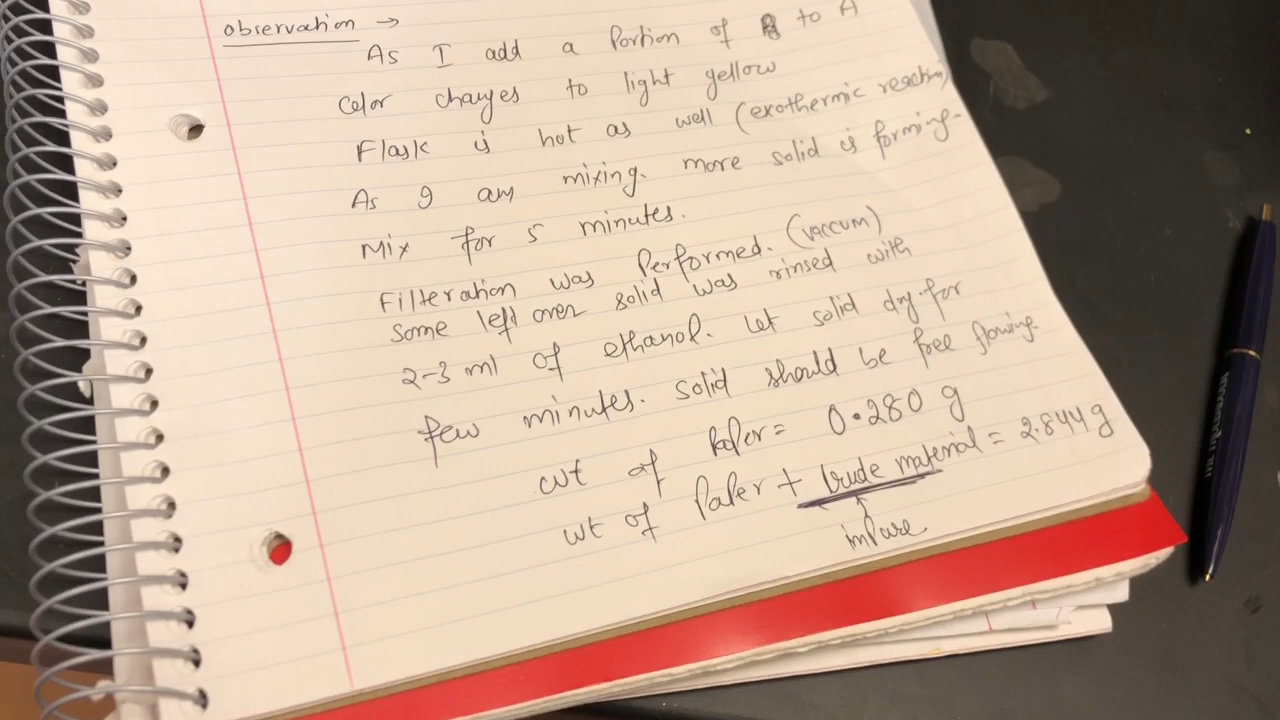 observation →
As I add a Portion of B to A
color changes to light yellow
Flask is hot as well (exothermic reaction)
As I am mixing. more solid is forming.
Mix for 5 minutes.
Filteration was Performed. (vaccum)
some left over solid was rinsed with
2-3 ml of ethanol. Let solid dry for
few minutes. solid should be free flowing.
wt of PaPer = 0.280 g
wt of PaPer + Crude material = 2.844 g
↑
imPure